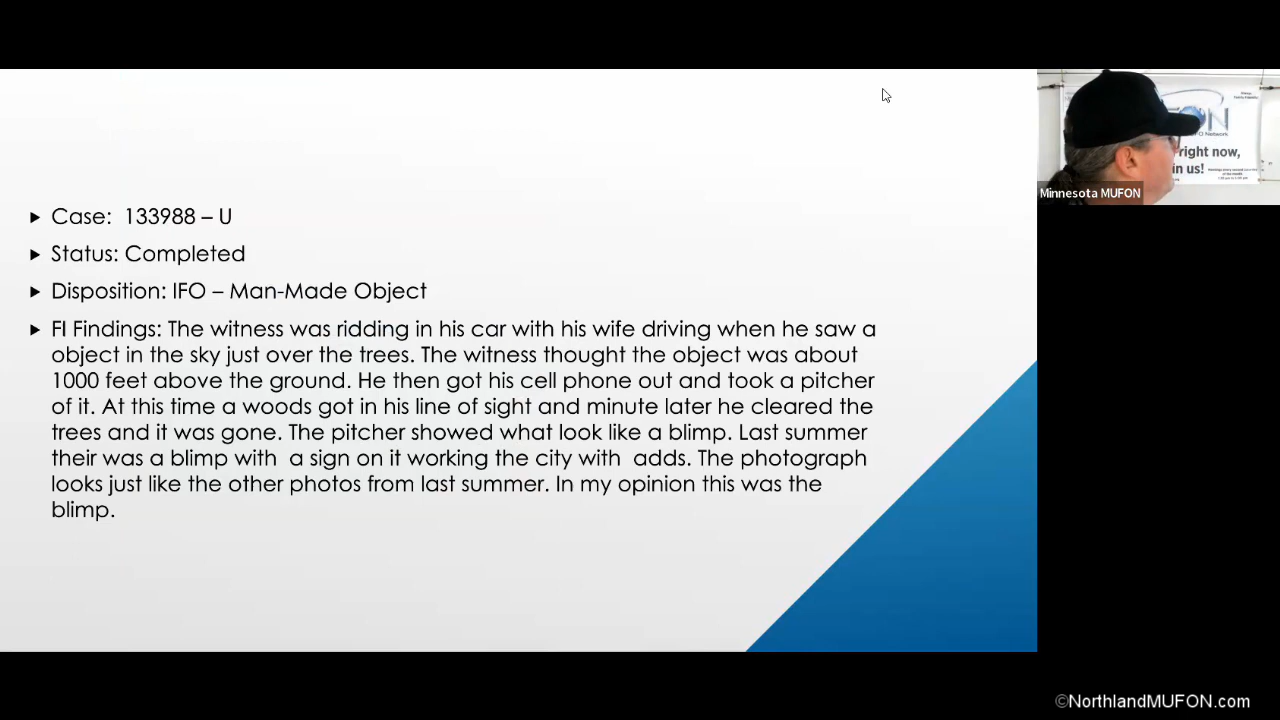 Case: 133988 – U
Status: Completed
Disposition: IFO – Man-Made Object
FI Findings: The witness was ridding in his car with his wife driving when he saw a
object in the sky just over the trees. The witness thought the object was about
1000 feet above the ground. He then got his cell phone out and took a pitcher
of it. At this time a woods got in his line of sight and minute later he cleared the
trees and it was gone. The pitcher showed what look like a blimp. Last summer
their was a blimp with a sign on it working the city with adds. The photograph
looks just like the other photos from last summer. In my opinion this was the
blimp.
right now,
in us!
Minnesota MUFON
©NorthlandMUFON.com